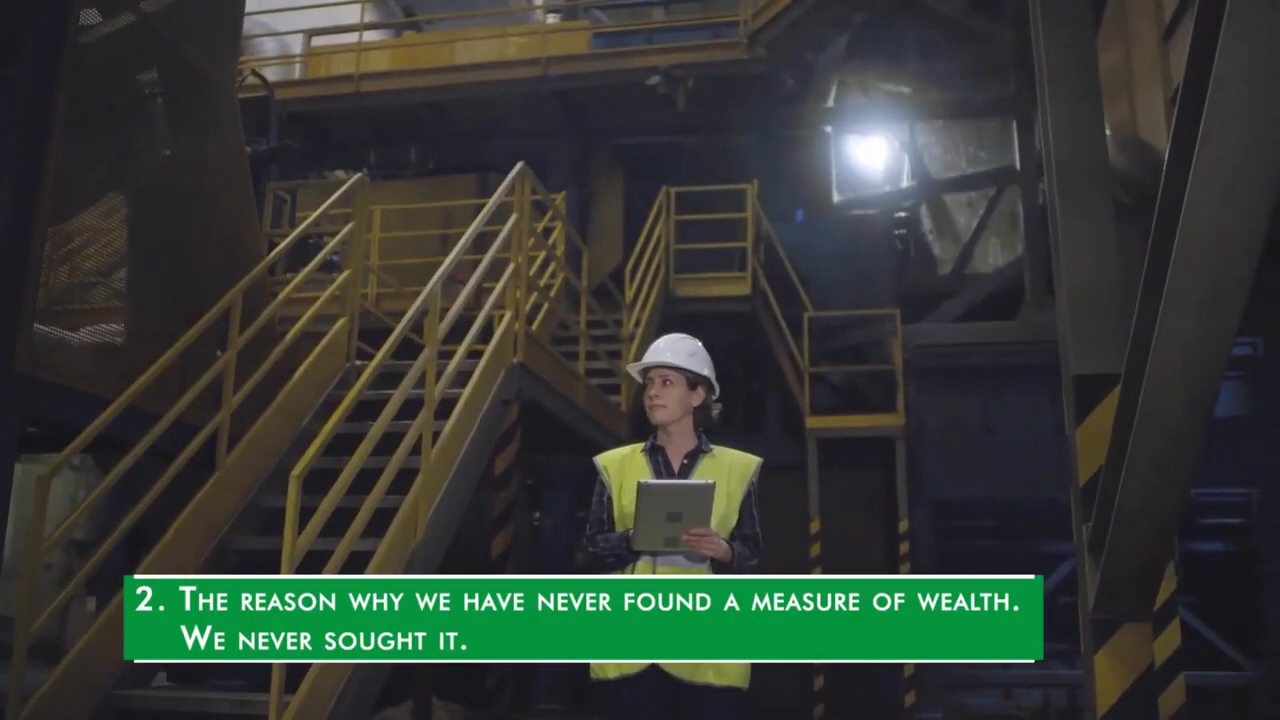 2. The reason why we have never found a measure of wealth.
We never sought it.